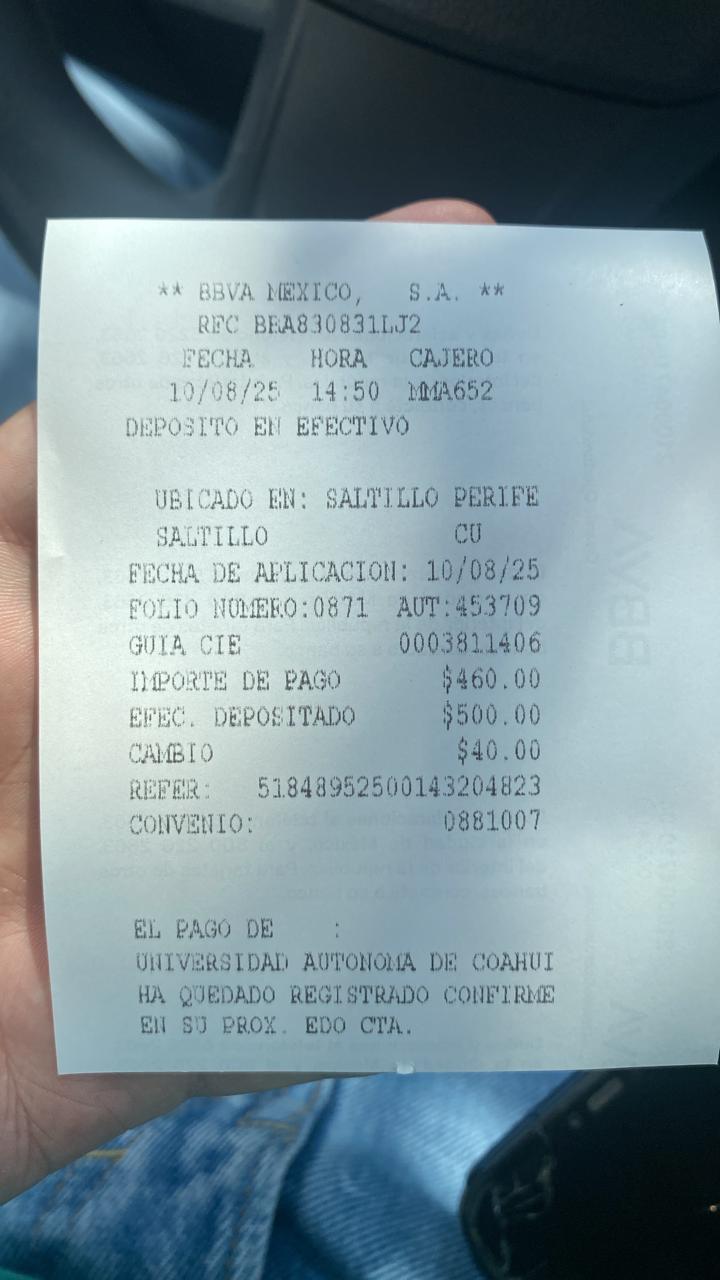 ** BBVA MEXICO, S.A. **
RFC BBA830831LJ2
FECHA HORA CAJERO
10/08/25 14:50 MMA652
DEPOSITO EN EFECTIVO
UBICADO EN: SALTILLO PERIFE
SALTILLO CU
FECHA DE APLICACION: 10/08/25
FOLIO NUMERO:0871 AUT:453709
GUIA CIE 0003811406
IMPORTE DE PAGO $460.00
EFEC. DEPOSITADO $500.00
CAMBIO $40.00
REFER: 51848952500143204823
CONVENIO: 0881007
EL PAGO DE :
UNIVERSIDAD AUTONOMA DE COAHUI
HA QUEDADO REGISTRADO CONFIRME
EN SU PROX. EDO CTA.